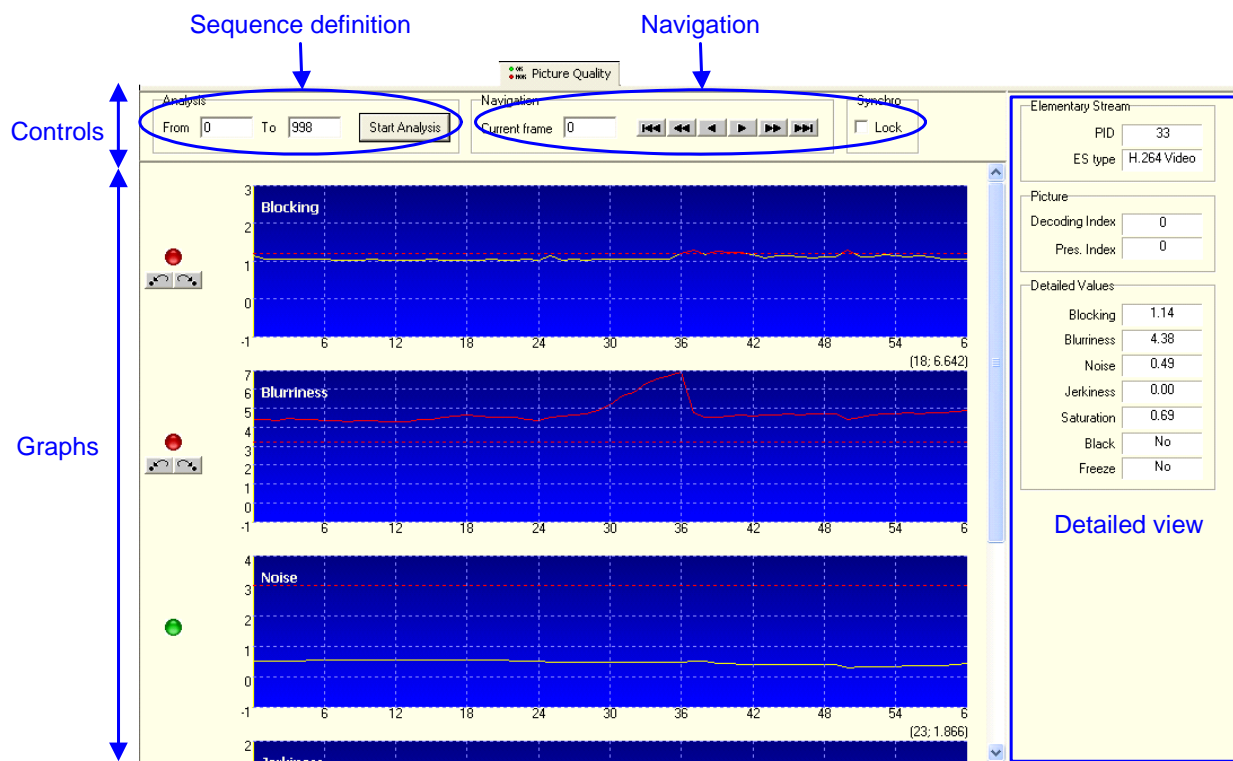 Sequence definition
Navigation
OK
NOK
Picture Quality
Controls
Analysis
From 0 To 998 Start Analysis
Navigation
Current frame 0
Synchro
Lock
Elementary Stream
PID 33
ES type H.264 Video
Picture
Decoding Index 0
Pres. Index 0
Detailed Values
Blocking 1.14
Blurriness 4.38
Noise 0.49
Jerkiness 0.00
Saturation 0.69
Black No
Freeze No
Detailed view
Graphs
Blocking
3
2
1
0
-1
6 12 18 24 30 36 42 48 54 6
(18; 6.642)
Blurriness
7
6
5
4
3
2
1
0
-1
6 12 18 24 30 36 42 48 54 6
Noise
4
3
2
1
0
-1
6 12 18 24 30 36 42 48 54 6
(23; 1.866)
2
Jerkiness